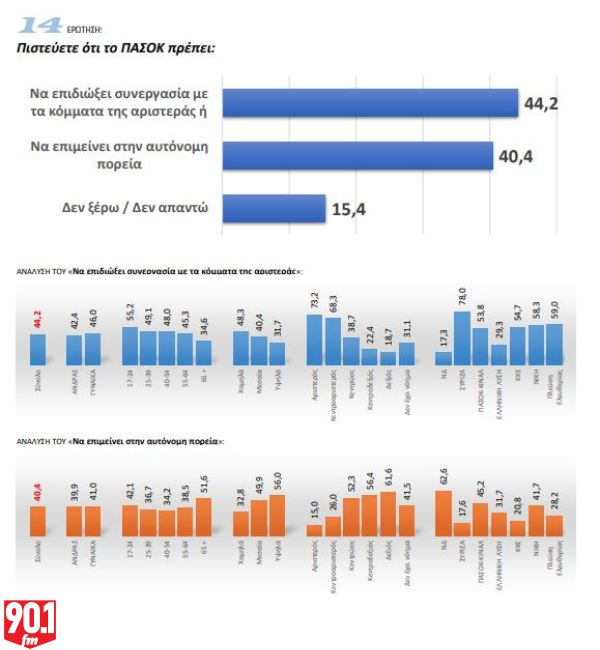 14 ΕΡΩΤΗΣΗ:
Πιστεύετε ότι το ΠΑΣΟΚ πρέπει:
Να επιδιώξει συνεργασία με
τα κόμματα της αριστεράς ή
44,2
Να επιμείνει στην αυτόνομη
πορεία
40,4
Δεν ξέρω / Δεν απαντώ
15,4
ΑΝΑΛΥΣΗ ΤΟΥ «Να επιδιώξει συνεργασία με τα κόμματα της αριστεράς»:
44,2 42,4 46,0 55,2 49,1 48,0 45,3 34,6 48,3 40,4 31,7 73,2 68,3 38,7 22,4 18,7 31,1 17,3 78,0 53,8 29,3 54,7 58,3 59,0
Σύνολο ΑΝΔΡΑΣ ΓΥΝΑΙΚΑ 17-24 25-39 40-54 55-64 65 + Χαμηλά Μεσαία Υψηλά Αριστερός Κεντροαριστερός Κεντρώος Κεντροδεξιός Δεξιός Δεν έχει νόημα ΝΔ ΣΥΡΙΖΑ ΠΑΣΟΚ-ΚΙΝΑΛ ΕΛΛΗΝΙΚΗ ΛΥΣΗ ΚΚΕ ΝΙΚΗ Πλεύση Ελευθερίας
ΑΝΑΛΥΣΗ ΤΟΥ «Να επιμείνει στην αυτόνομη πορεία»:
40,4 39,9 41,0 42,1 36,7 34,2 38,5 51,6 32,8 49,9 56,0 15,0 26,0 52,3 56,4 61,6 41,5 62,6 17,6 45,2 31,7 20,8 41,7 28,2
Σύνολο ΑΝΔΡΑΣ ΓΥΝΑΙΚΑ 17-24 25-39 40-54 55-64 65 + Χαμηλά Μεσαία Υψηλά Αριστερός Κεντροαριστερός Κεντρώος Κεντροδεξιός Δεξιός Δεν έχει νόημα ΝΔ ΣΥΡΙΖΑ ΠΑΣΟΚ-ΚΙΝΑΛ ΕΛΛΗΝΙΚΗ ΛΥΣΗ ΚΚΕ ΝΙΚΗ Πλεύση Ελευθερίας
90.1
fm